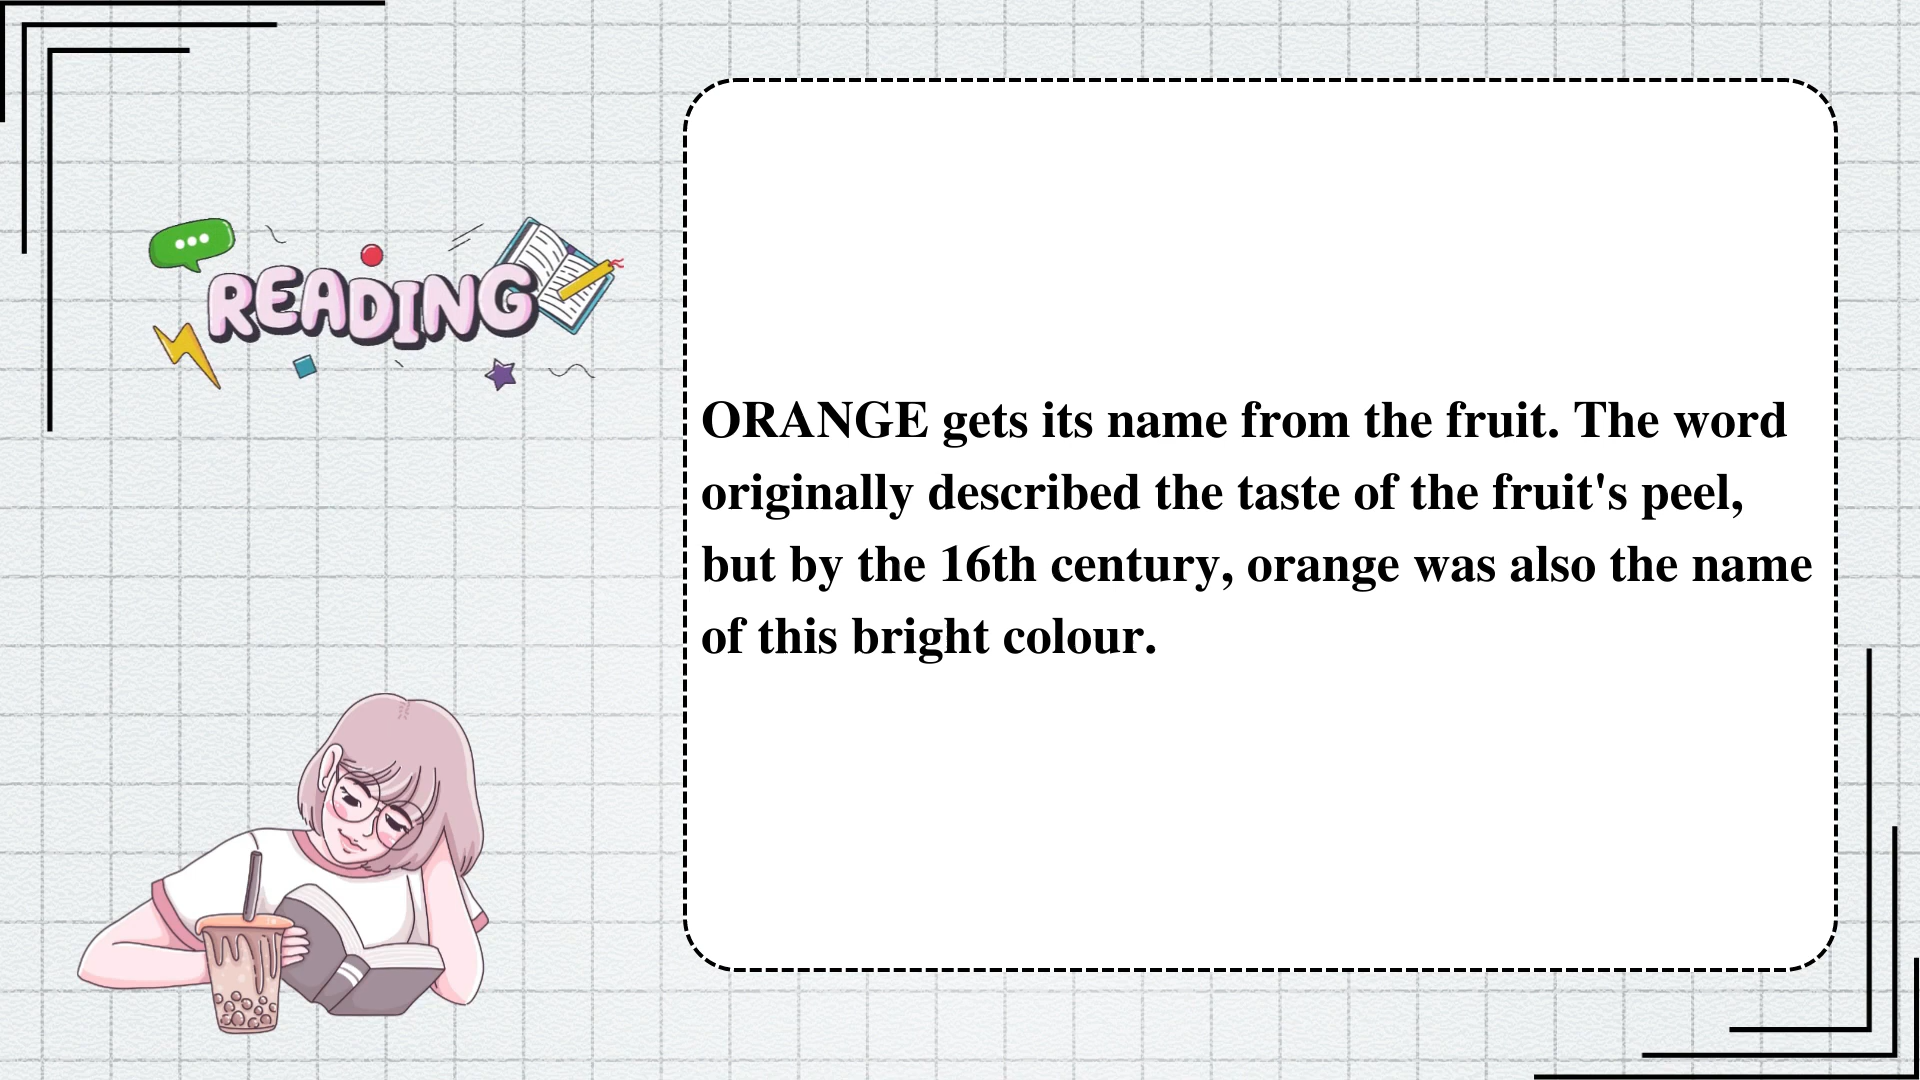 READING
ORANGE gets its name from the fruit. The word
originally described the taste of the fruit's peel,
but by the 16th century, orange was also the name
of this bright colour.